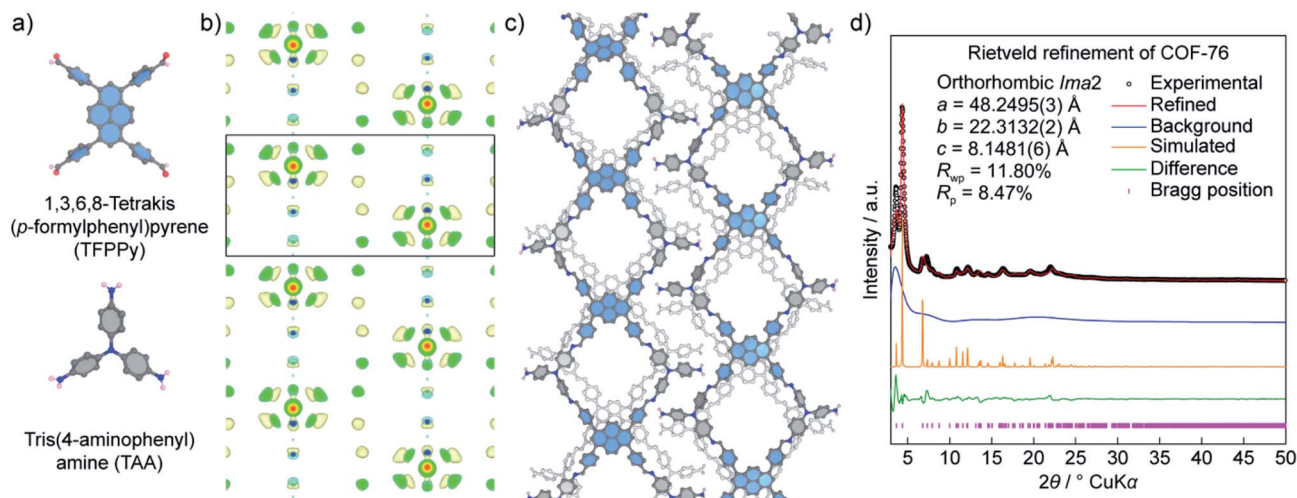 a)
1,3,6,8-Tetrakis
(p-formylphenyl)pyrene
(TFPPy)
Tris(4-aminophenyl)
amine (TAA)
b)
c)
d)
Rietveld refinement of COF-76
Orthorhombic Ima2
a = 48.2495(3) Å
b = 22.3132(2) Å
c = 8.1481(6) Å
Rwp = 11.80%
Rp = 8.47%
Experimental
Refined
Background
Simulated
Difference
Bragg position
Intensity / a.u.
5 10 15 20 25 30 35 40 45 50
2θ / ° CuKα